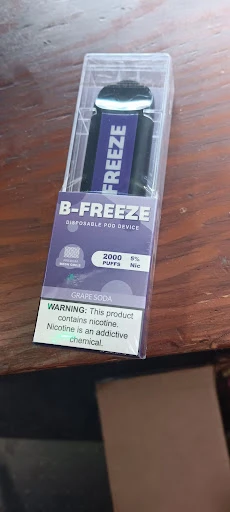 FREEZE
B-FREEZE
DISPOSABLE POD DEVICE
2000 5%
PUFFS Nic
GRAPE SODA
WARNING: This product
contains nicotine.
Nicotine is an addictive
chemical.